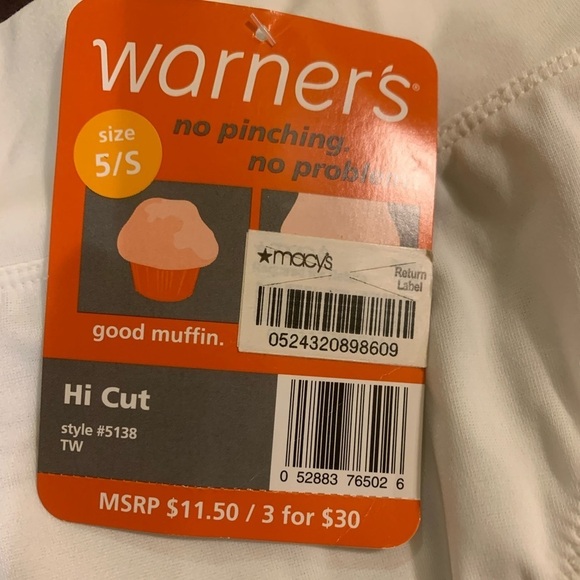 warner's®
size
5/S
no pinching.
no
★macy's
Return
Label
0524320898609
good muffin.
Hi Cut
style #5138
TW
0 52883 76502 6
MSRP $11.50 / 3 for $30